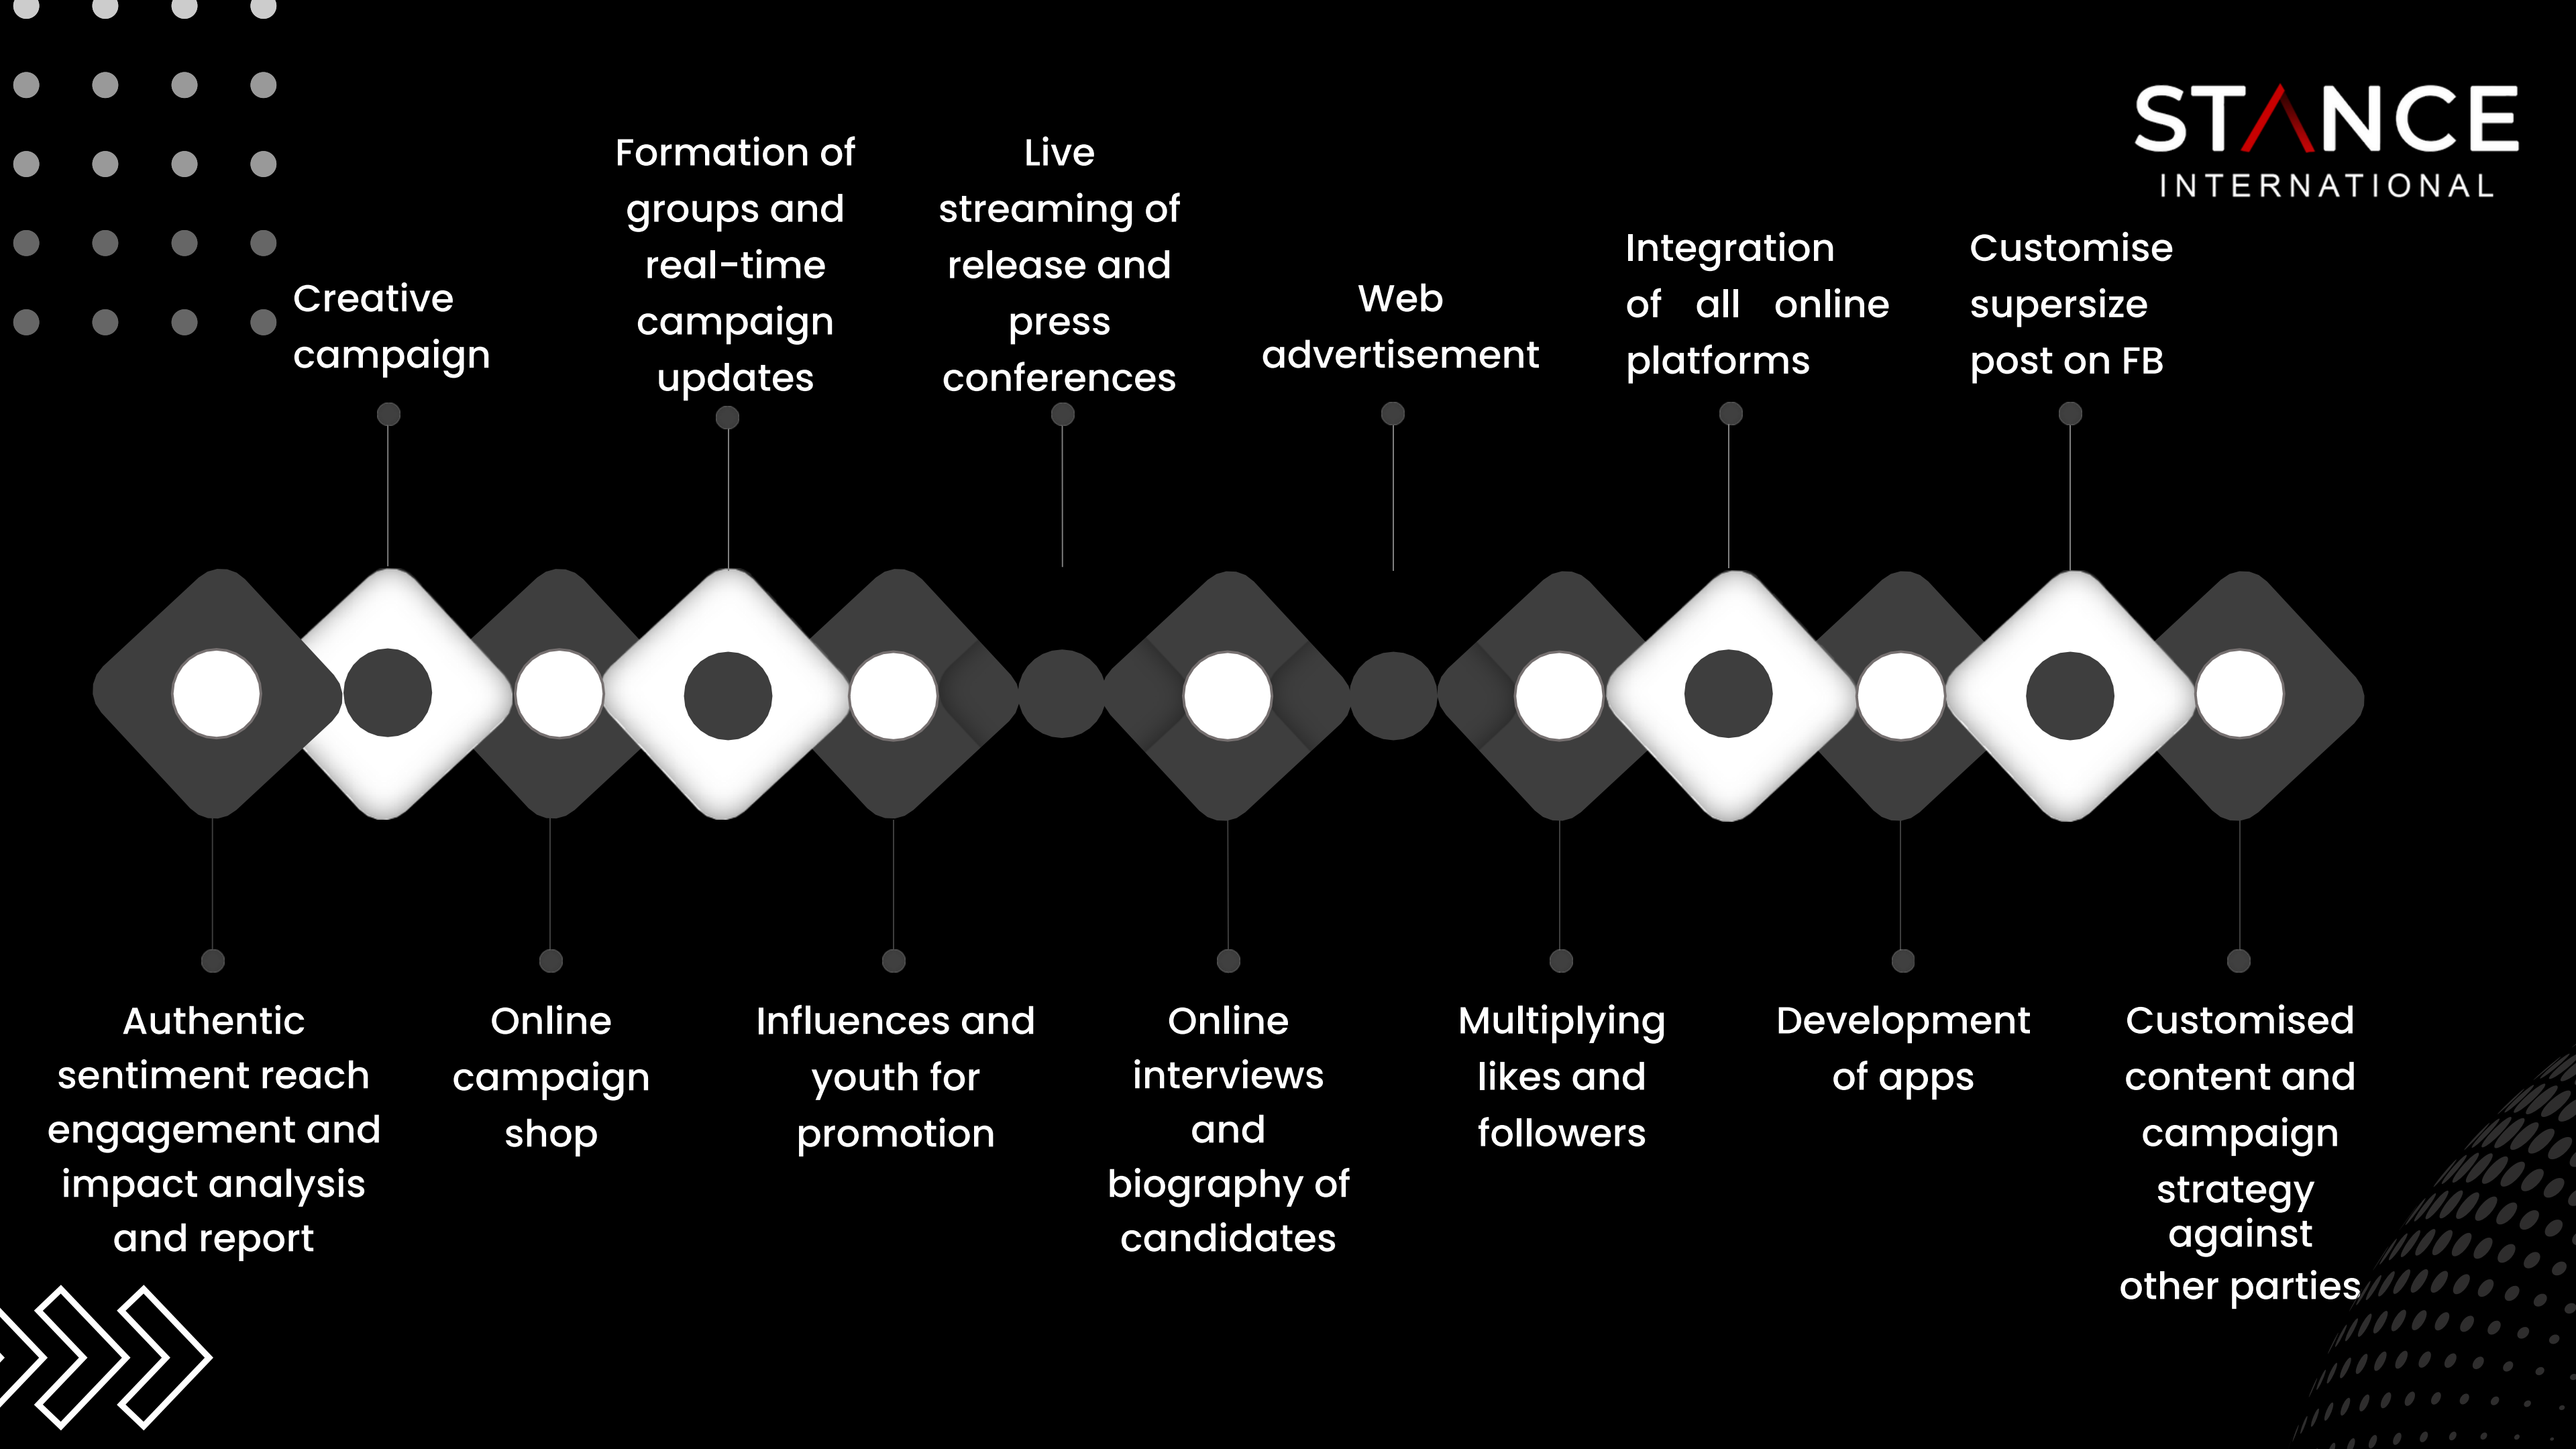 STANCE
INTERNATIONAL
Creative
campaign
Formation of
groups and
real-time
campaign
updates
Live
streaming of
release and
press
conferences
Web
advertisement
Integration
of all online
platforms
Customise
supersize
post on FB
Authentic
sentiment reach
engagement and
impact analysis
and report
Online
campaign
shop
Influences and
youth for
promotion
Online
interviews
and
biography of
candidates
Multiplying
likes and
followers
Development
of apps
Customised
content and
campaign
strategy
against
other parties